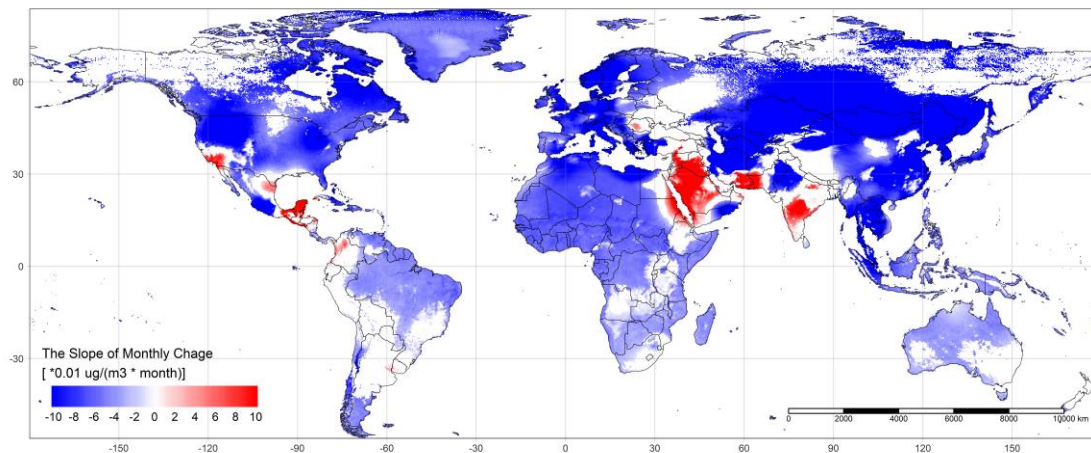 60
30
0
-30
The Slope of Monthly Chage
[ *0.01 ug/(m3 * month)]
-10 -8 -6 -4 -2 0 2 4 6 8 10
0 2000 4000 6000 8000 10000 km
-150 -120 -90 -60 -30 0 30 60 90 120 150